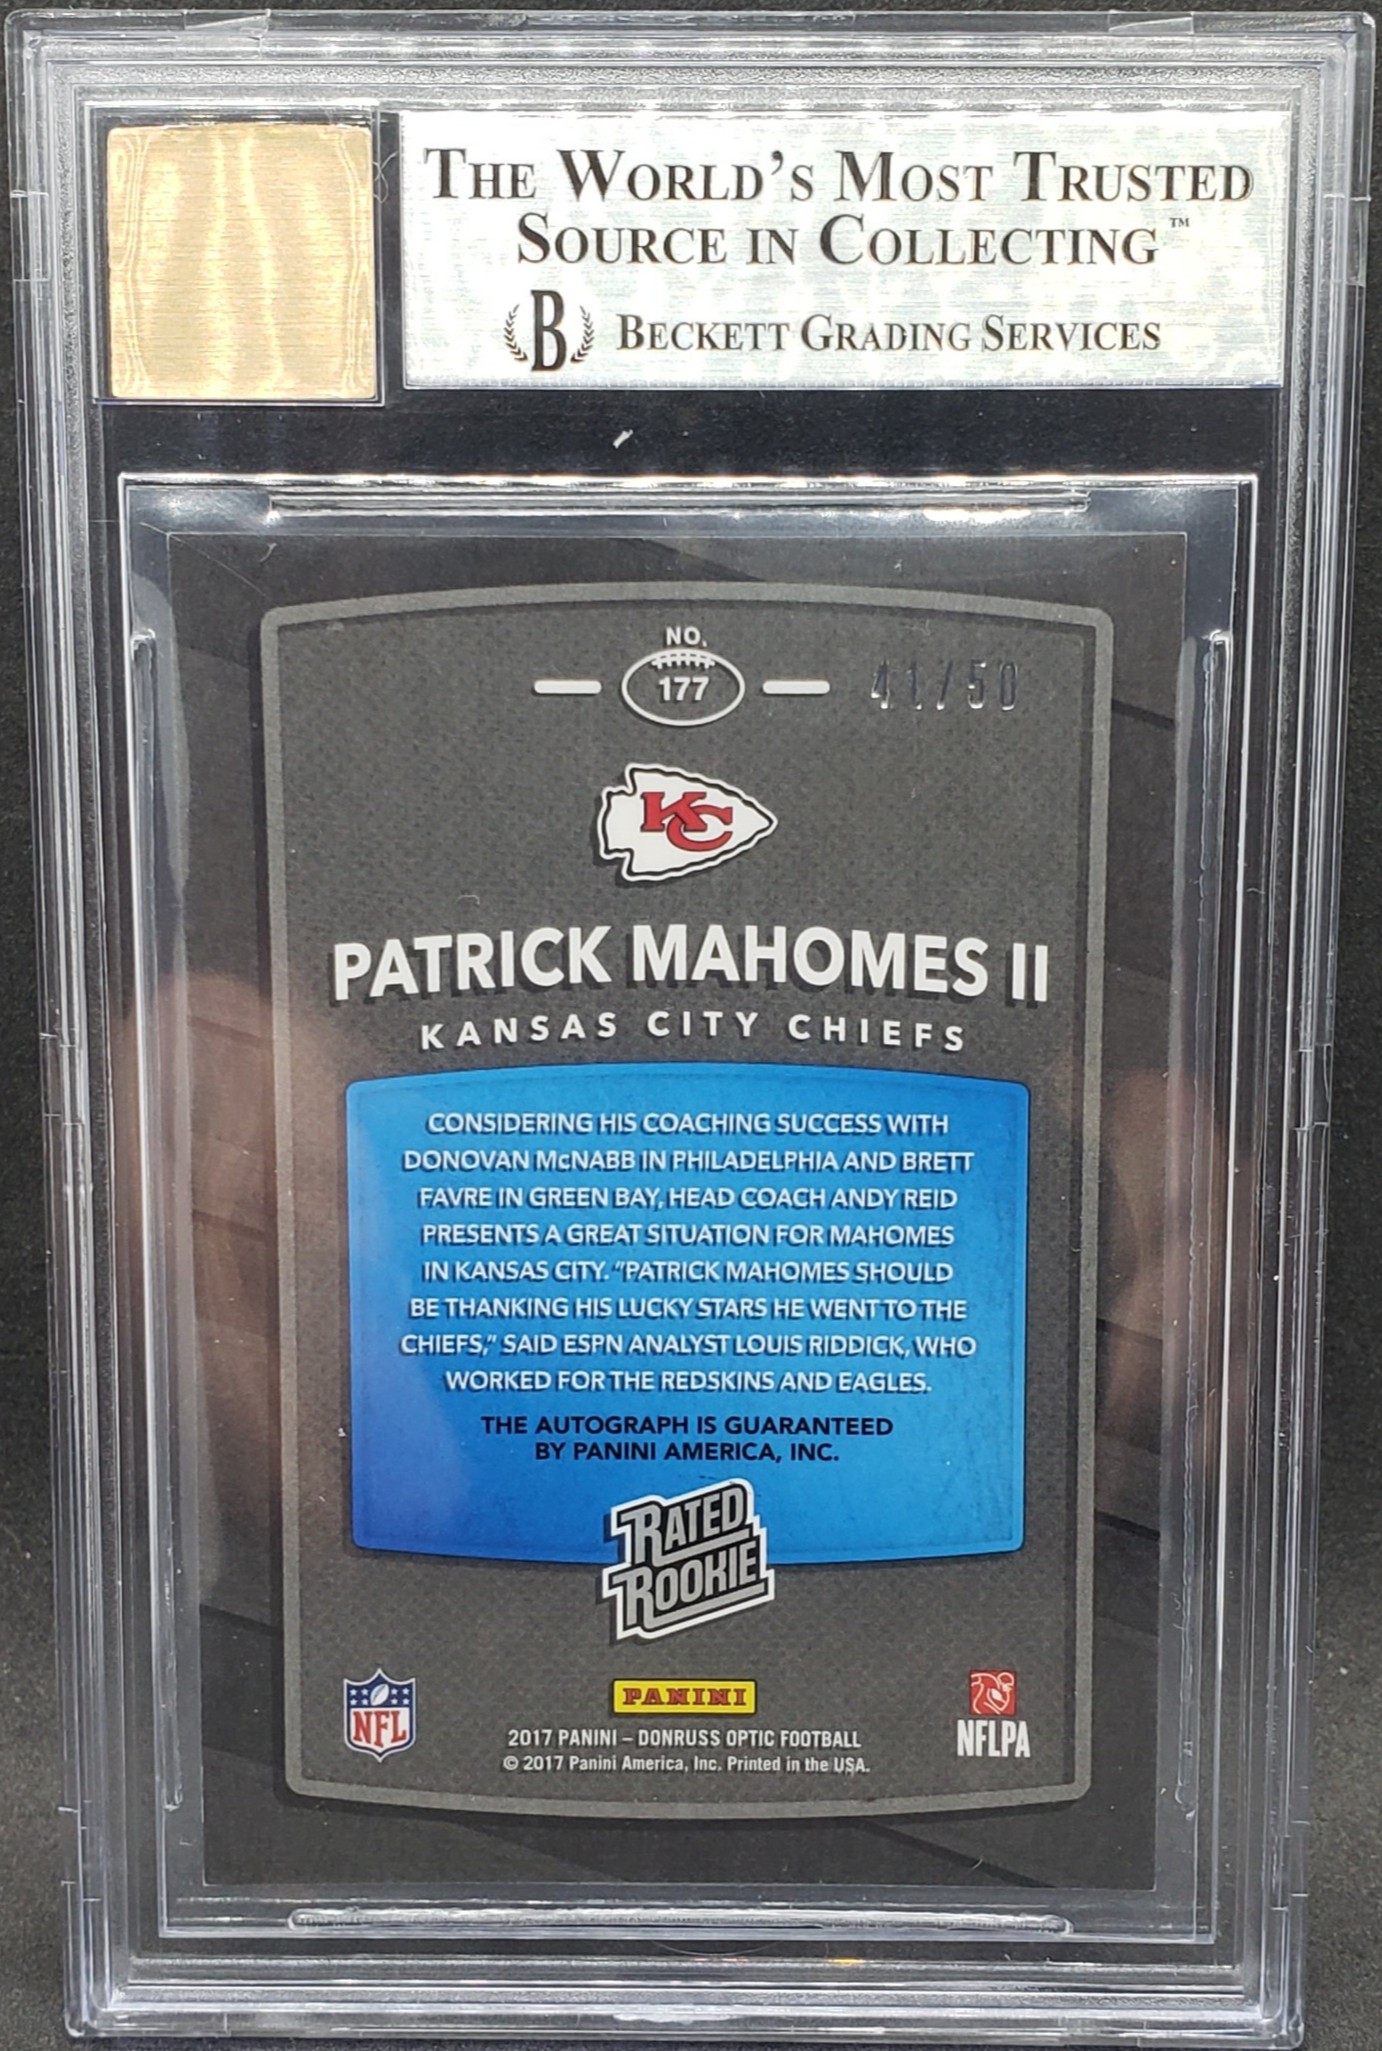 THE WORLD'S MOST TRUSTED
SOURCE IN COLLECTING™
B BECKETT GRADING SERVICES
NO.
177
41/50
KC
PATRICK MAHOMES II
KANSAS CITY CHIEFS
CONSIDERING HIS COACHING SUCCESS WITH
DONOVAN McNABB IN PHILADELPHIA AND BRETT
FAVRE IN GREEN BAY, HEAD COACH ANDY REID
PRESENTS A GREAT SITUATION FOR MAHOMES
IN KANSAS CITY. "PATRICK MAHOMES SHOULD
BE THANKING HIS LUCKY STARS HE WENT TO THE
CHIEFS," SAID ESPN ANALYST LOUIS RIDDICK, WHO
WORKED FOR THE REDSKINS AND EAGLES.
THE AUTOGRAPH IS GUARANTEED
BY PANINI AMERICA, INC.
RATED
ROOKIE
NFL
PANINI
NFLPA
2017 PANINI – DONRUSS OPTIC FOOTBALL
© 2017 Panini America, Inc. Printed in the USA.